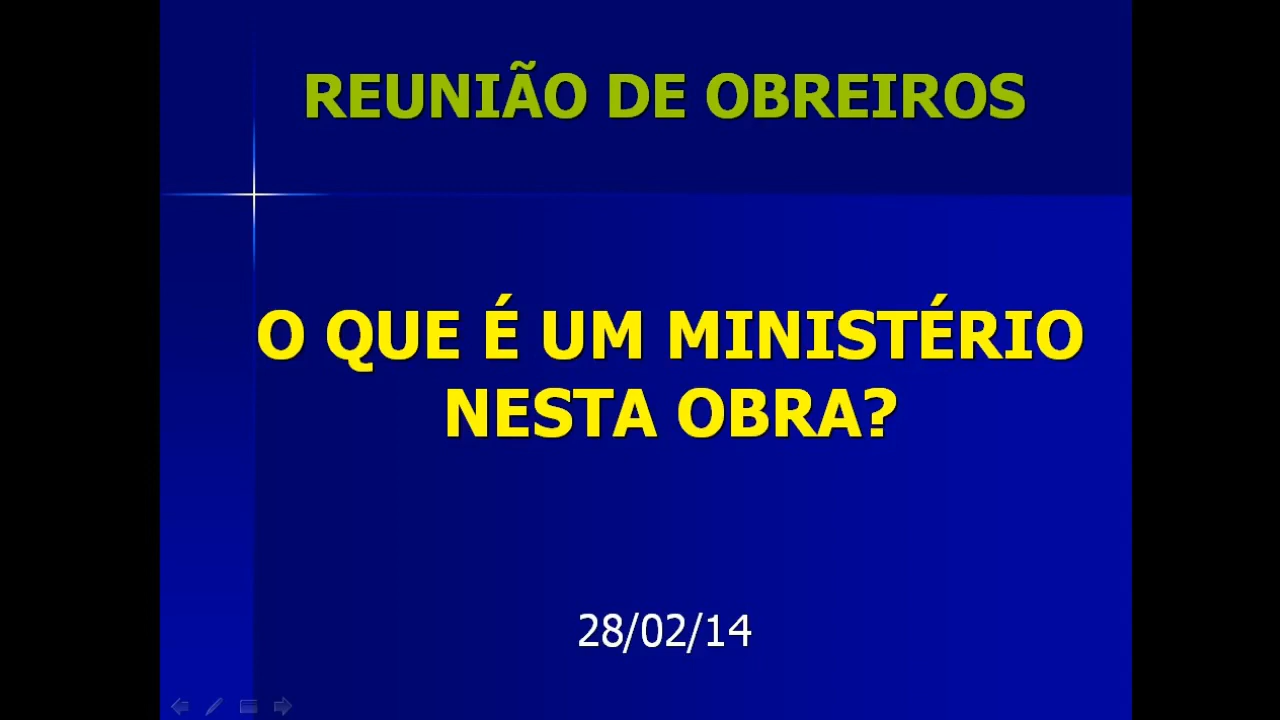 REUNIÃO DE OBREIROS
O QUE É UM MINISTÉRIO
NESTA OBRA?
28/02/14